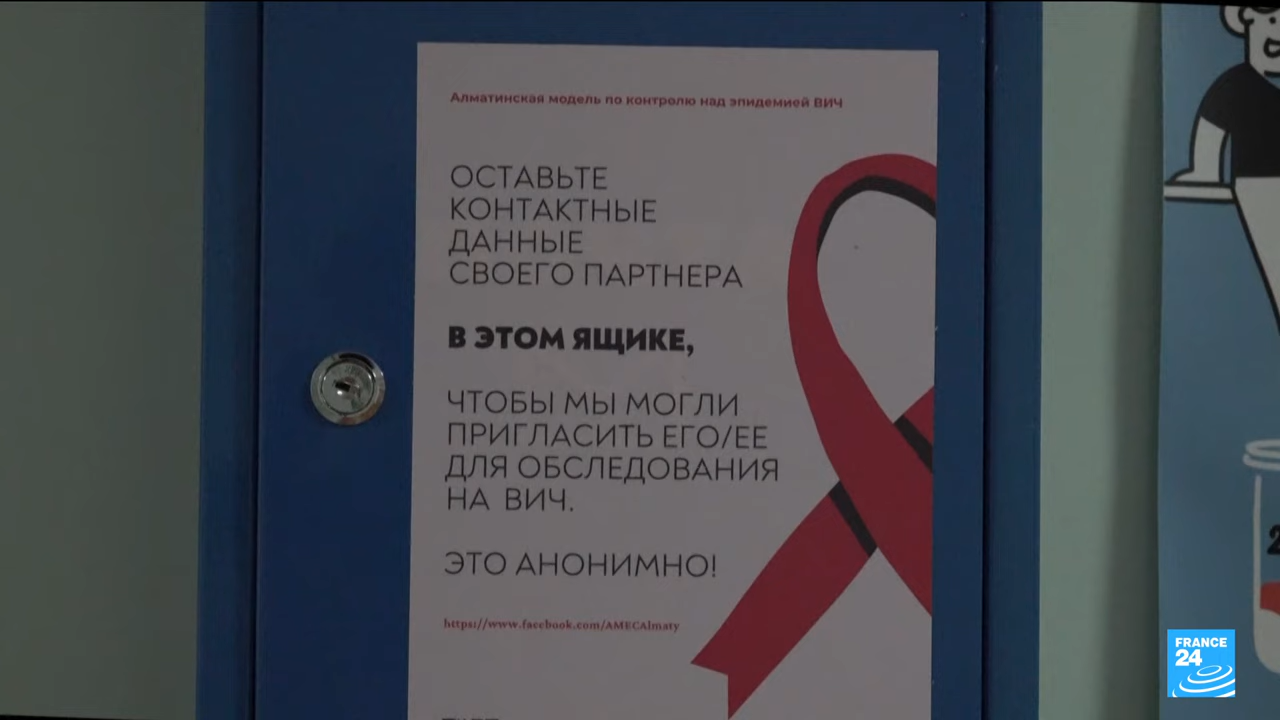 Алматинская модель по контролю над эпидемией ВИЧ
ОСТАВЬТЕ
КОНТАКТНЫЕ
ДАННЫЕ
СВОЕГО ПАРТНЕРА
В ЭТОМ ЯЩИКЕ,
ЧТОБЫ МЫ МОГЛИ
ПРИГЛАСИТЬ ЕГО/ЕЕ
ДЛЯ ОБСЛЕДОВАНИЯ
НА ВИЧ.
ЭТО АНОНИМНО!
https://www.facebook.com/AMECAlmaty
FRANCE
24